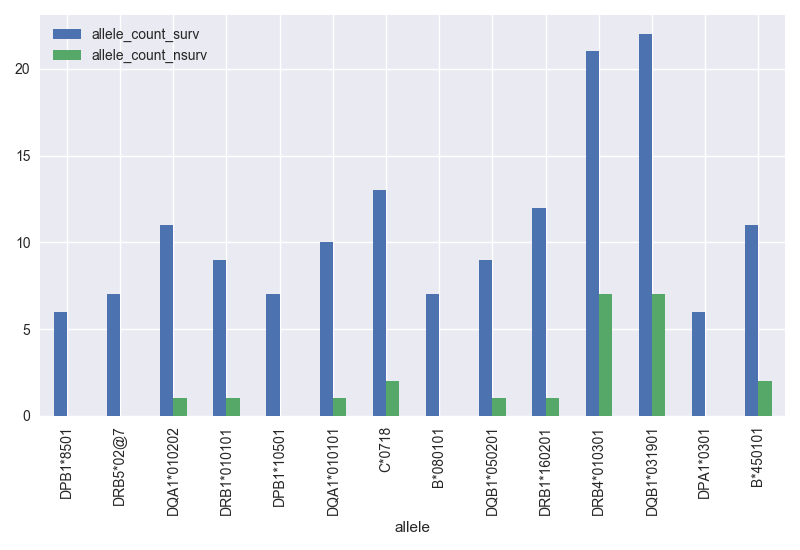 allele_count_surv
allele_count_nsurv
20
15
10
5
0
DPB1*8501
DRB5*02@7
DQA1*010202
DRB1*010101
DPB1*10501
DQA1*010101
C*0718
B*080101
DQB1*050201
DRB1*160201
DRB4*010301
DQB1*031901
DPA1*0301
B*450101
allele